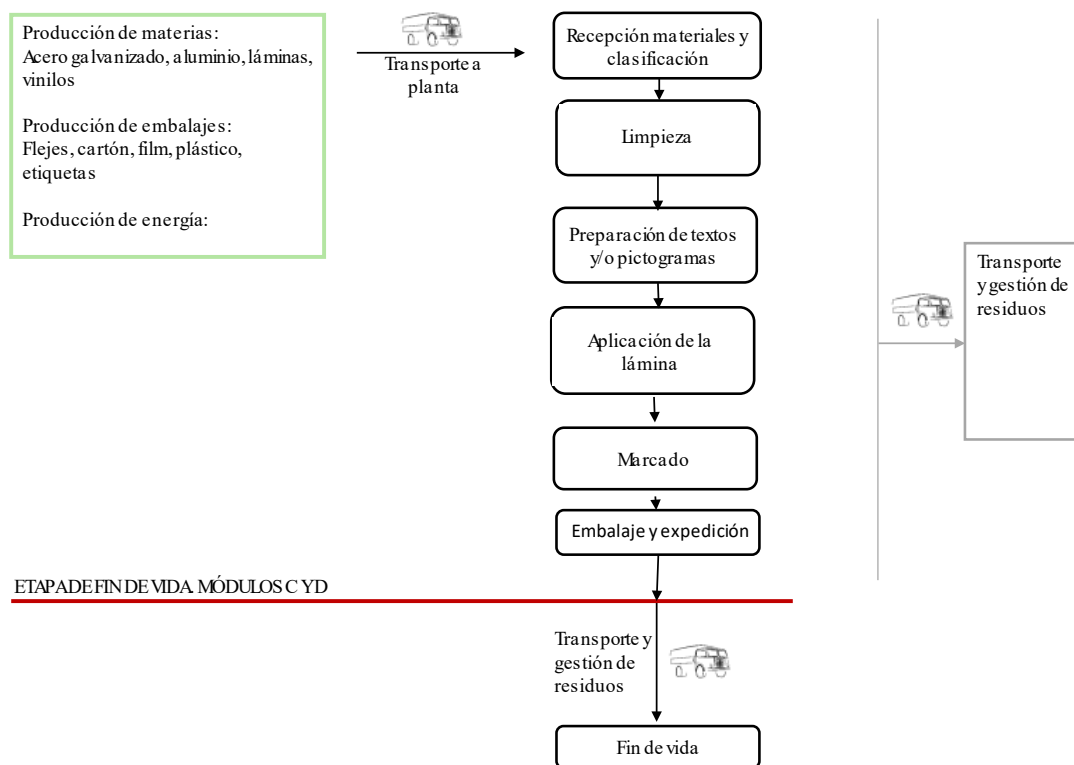 Producción de materias:
Acero galvanizado, aluminio, láminas,
vinilos
Producción de embalajes:
Flejes, cartón, film, plástico,
etiquetas
Producción de energía:
Transporte a
planta
Recepción materiales y
clasificación
Limpieza
Preparación de textos
y/o pictogramas
Aplicación de la
lámina
Marcado
Embalaje y expedición
Transporte
y gestión de
residuos
ETAPA DE FIN DE VIDA. MÓDULOS C Y D
Transporte y
gestión de
residuos
Fin de vida